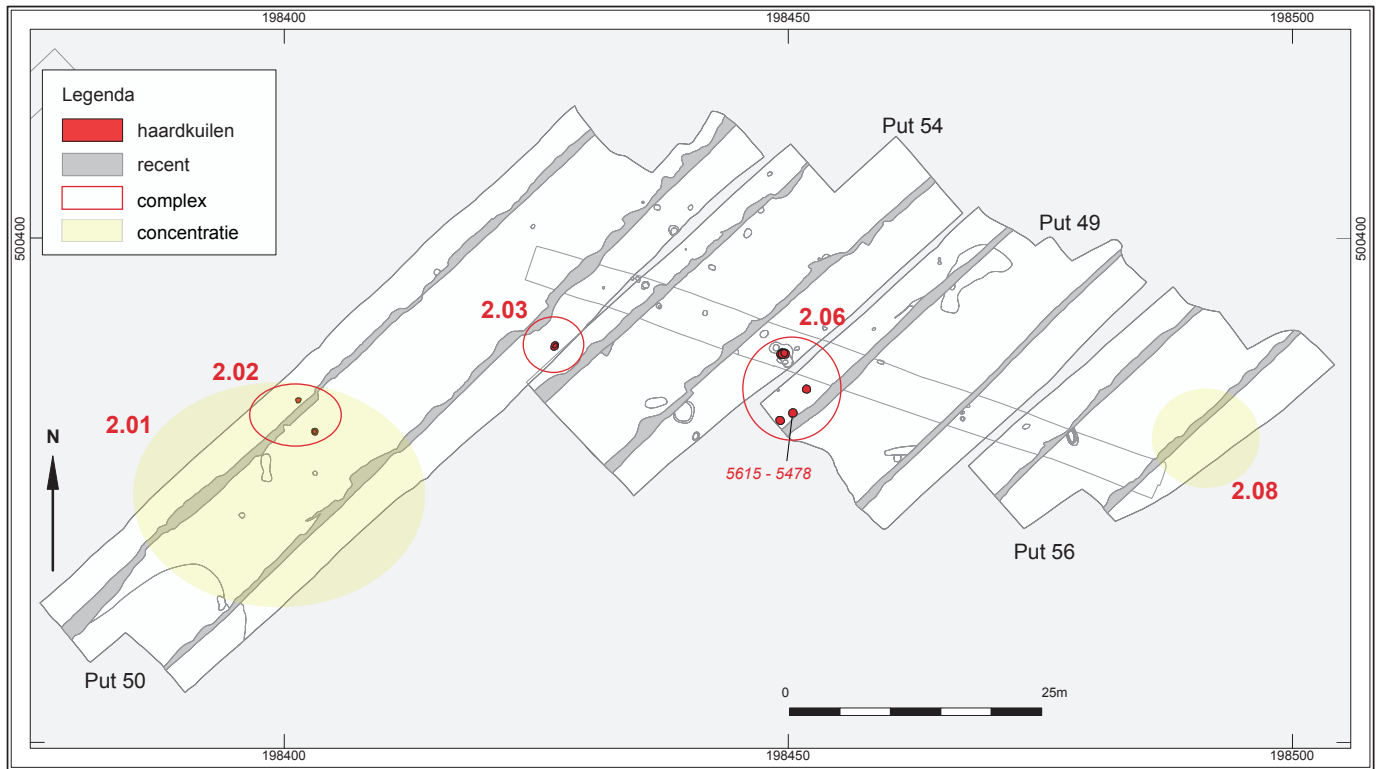 198400
198450
198500
Legenda
haardkuilen
recent
complex
concentratie
Put 54
Put 49
500400
500400
2.03
2.06
2.02
2.01
N
5615 - 5478
2.08
Put 56
Put 50
0
25m
198400
198450
198500